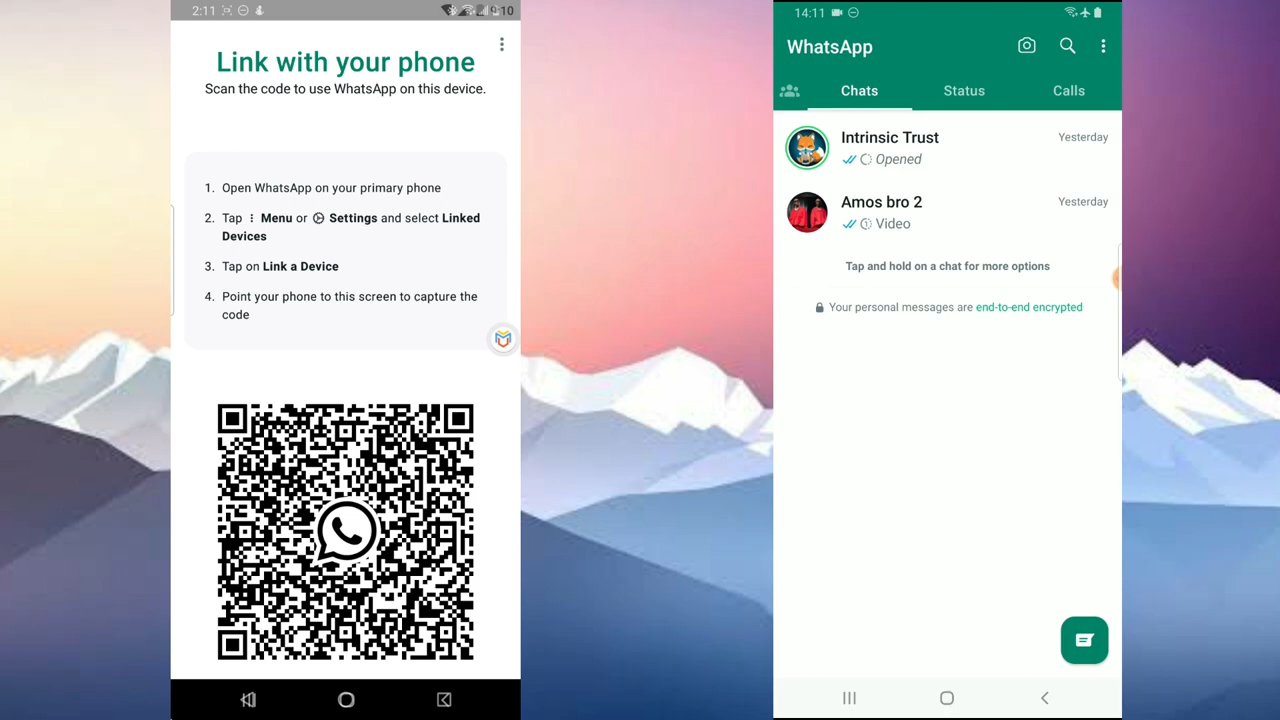 2:11
9:10
Link with your phone
Scan the code to use WhatsApp on this device.
1. Open WhatsApp on your primary phone
2. Tap Menu or Settings and select Linked
Devices
3. Tap on Link a Device
4. Point your phone to this screen to capture the
code
14:11
WhatsApp
Chats Status Calls
Intrinsic Trust Yesterday
Opened
Amos bro 2 Yesterday
Video
Tap and hold on a chat for more options
Your personal messages are end-to-end encrypted